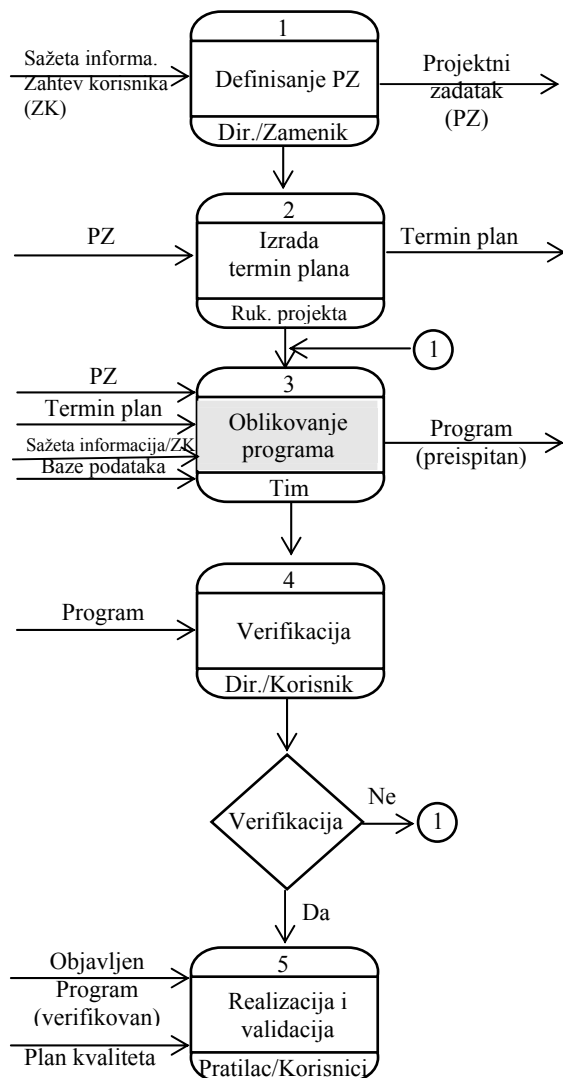 1
Sažeta informa.
Zahtev korisnika
(ZK)
Definisanje PZ
Projektni
zadatak
(PZ)
Dir./Zamenik
2
PZ
Izrada
termin plana
Termin plan
Ruk. projekta
1
3
PZ
Termin plan
Sažeta informacija/ZK
Baze podataka
Oblikovanje
programa
Program
(preispitan)
Tim
4
Program
Verifikacija
Dir./Korisnik
Verifikacija
Ne
1
Da
5
Objavljen
Program
(verifikovan)
Plan kvaliteta
Realizacija i
validacija
Pratilac/Korisnici